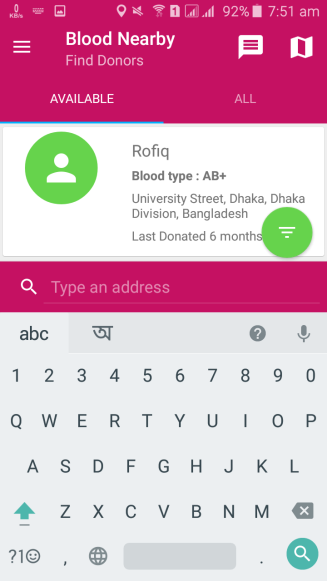 0
KB/s
1
92%
7:51 am
Blood Nearby
Find Donors
AVAILABLE
ALL
Rofiq
Blood type : AB+
University Street, Dhaka, Dhaka
Division, Bangladesh
Last Donated 6 months
Type an address
abc
অ
?
1 2 3 4 5 6 7 8 9 0
Q W E R T Y U I O P
A S D F G H J K L
Z X C V B N M
?1☺ , .